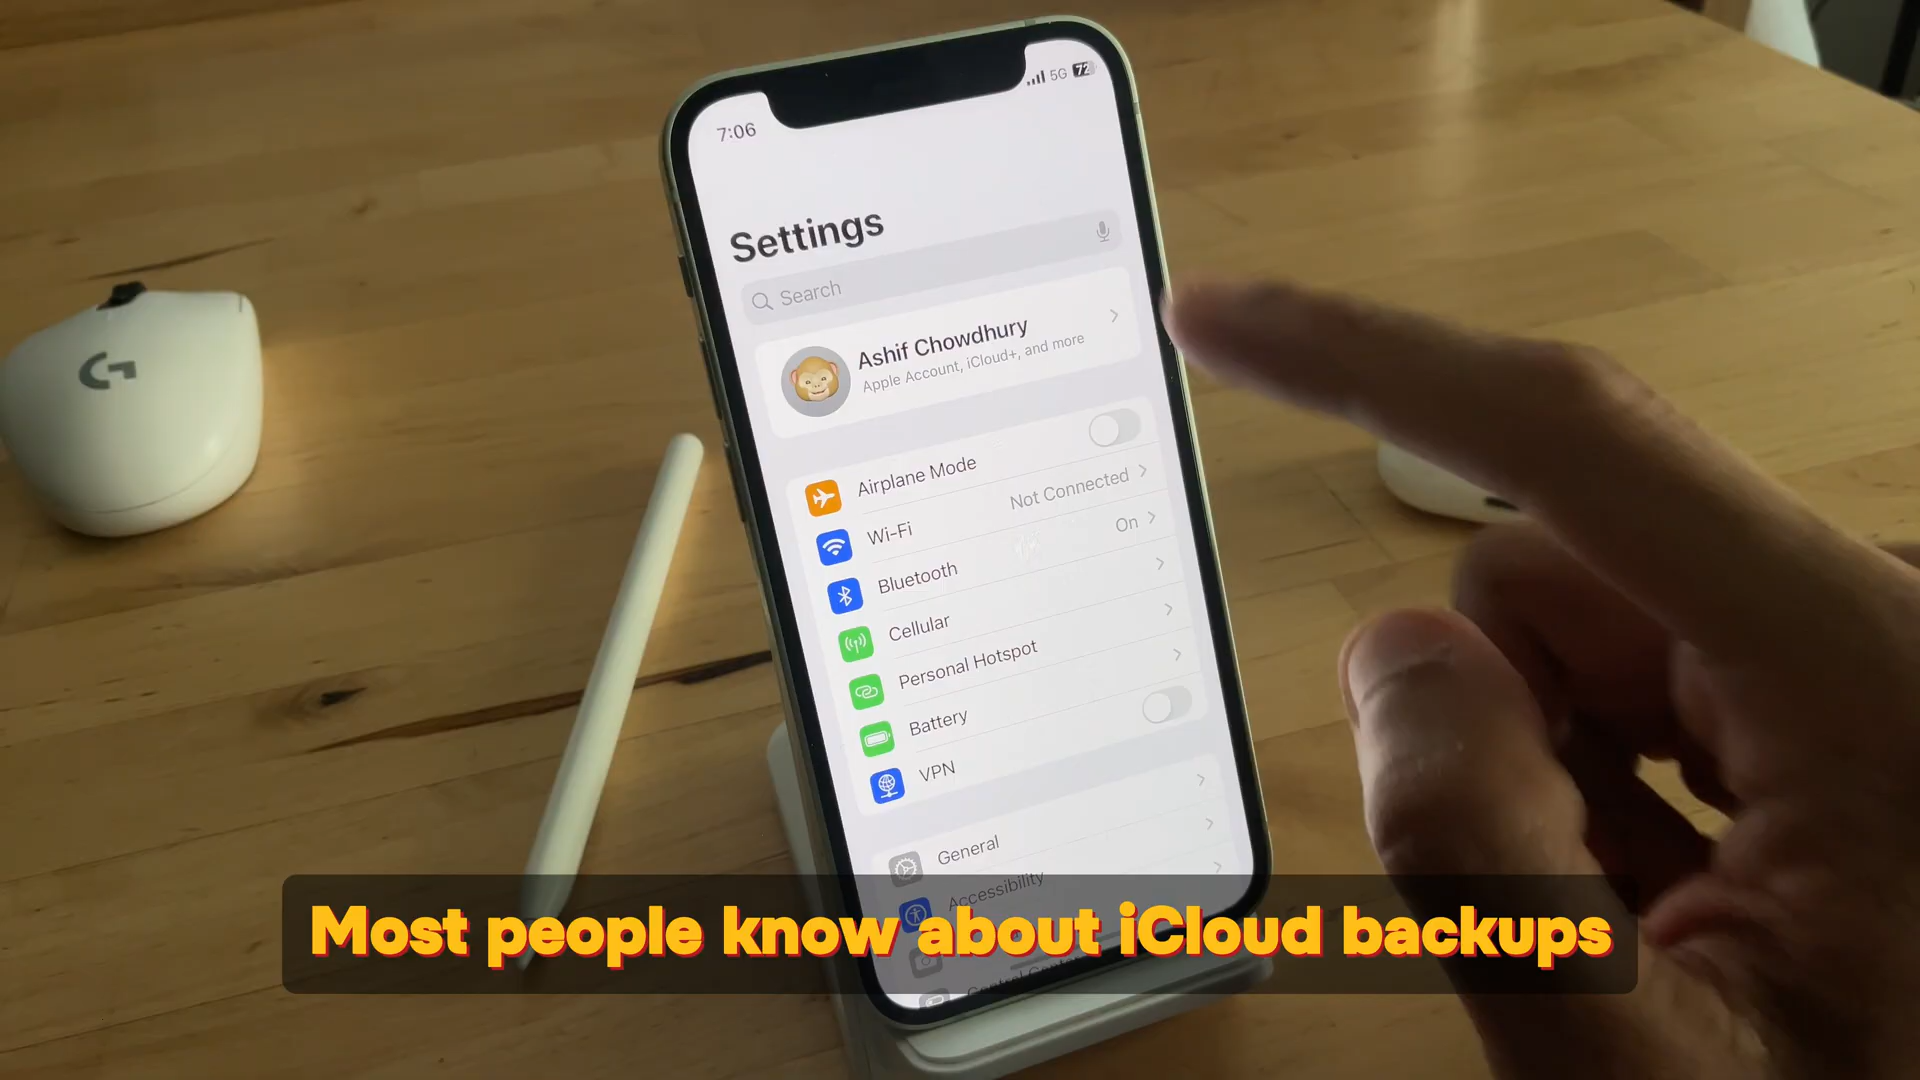 7:06
5G 72
Settings
Search
Ashif Chowdhury
Apple Account, iCloud+, and more
Airplane Mode
Wi-Fi Not Connected
Bluetooth On
Cellular
Personal Hotspot
Battery
VPN
General
Accessibility
Most people know about iCloud backups